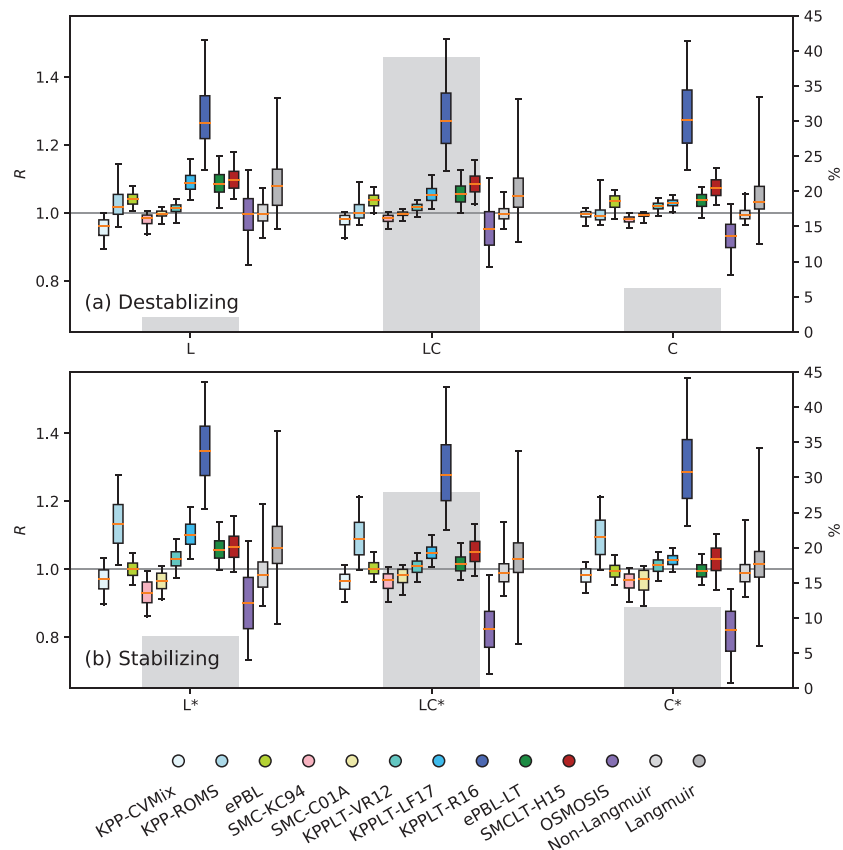 45
1.4
40
35
1.2
30
R
25
%
1.0
20
15
0.8
10
(a) Destablizing
5
0
L
LC
C
45
1.4
40
35
1.2
30
R
25
%
1.0
20
15
0.8
10
(b) Stabilizing
5
0
L*
LC*
C*
KPP-CVMix
KPP-ROMS
ePBL
SMC-KC94
SMC-C01A
KPPLT-VR12
KPPLT-LF17
KPPLT-R16
ePBL-LT
SMCLT-H15
OSMOSIS
Non-Langmuir
Langmuir